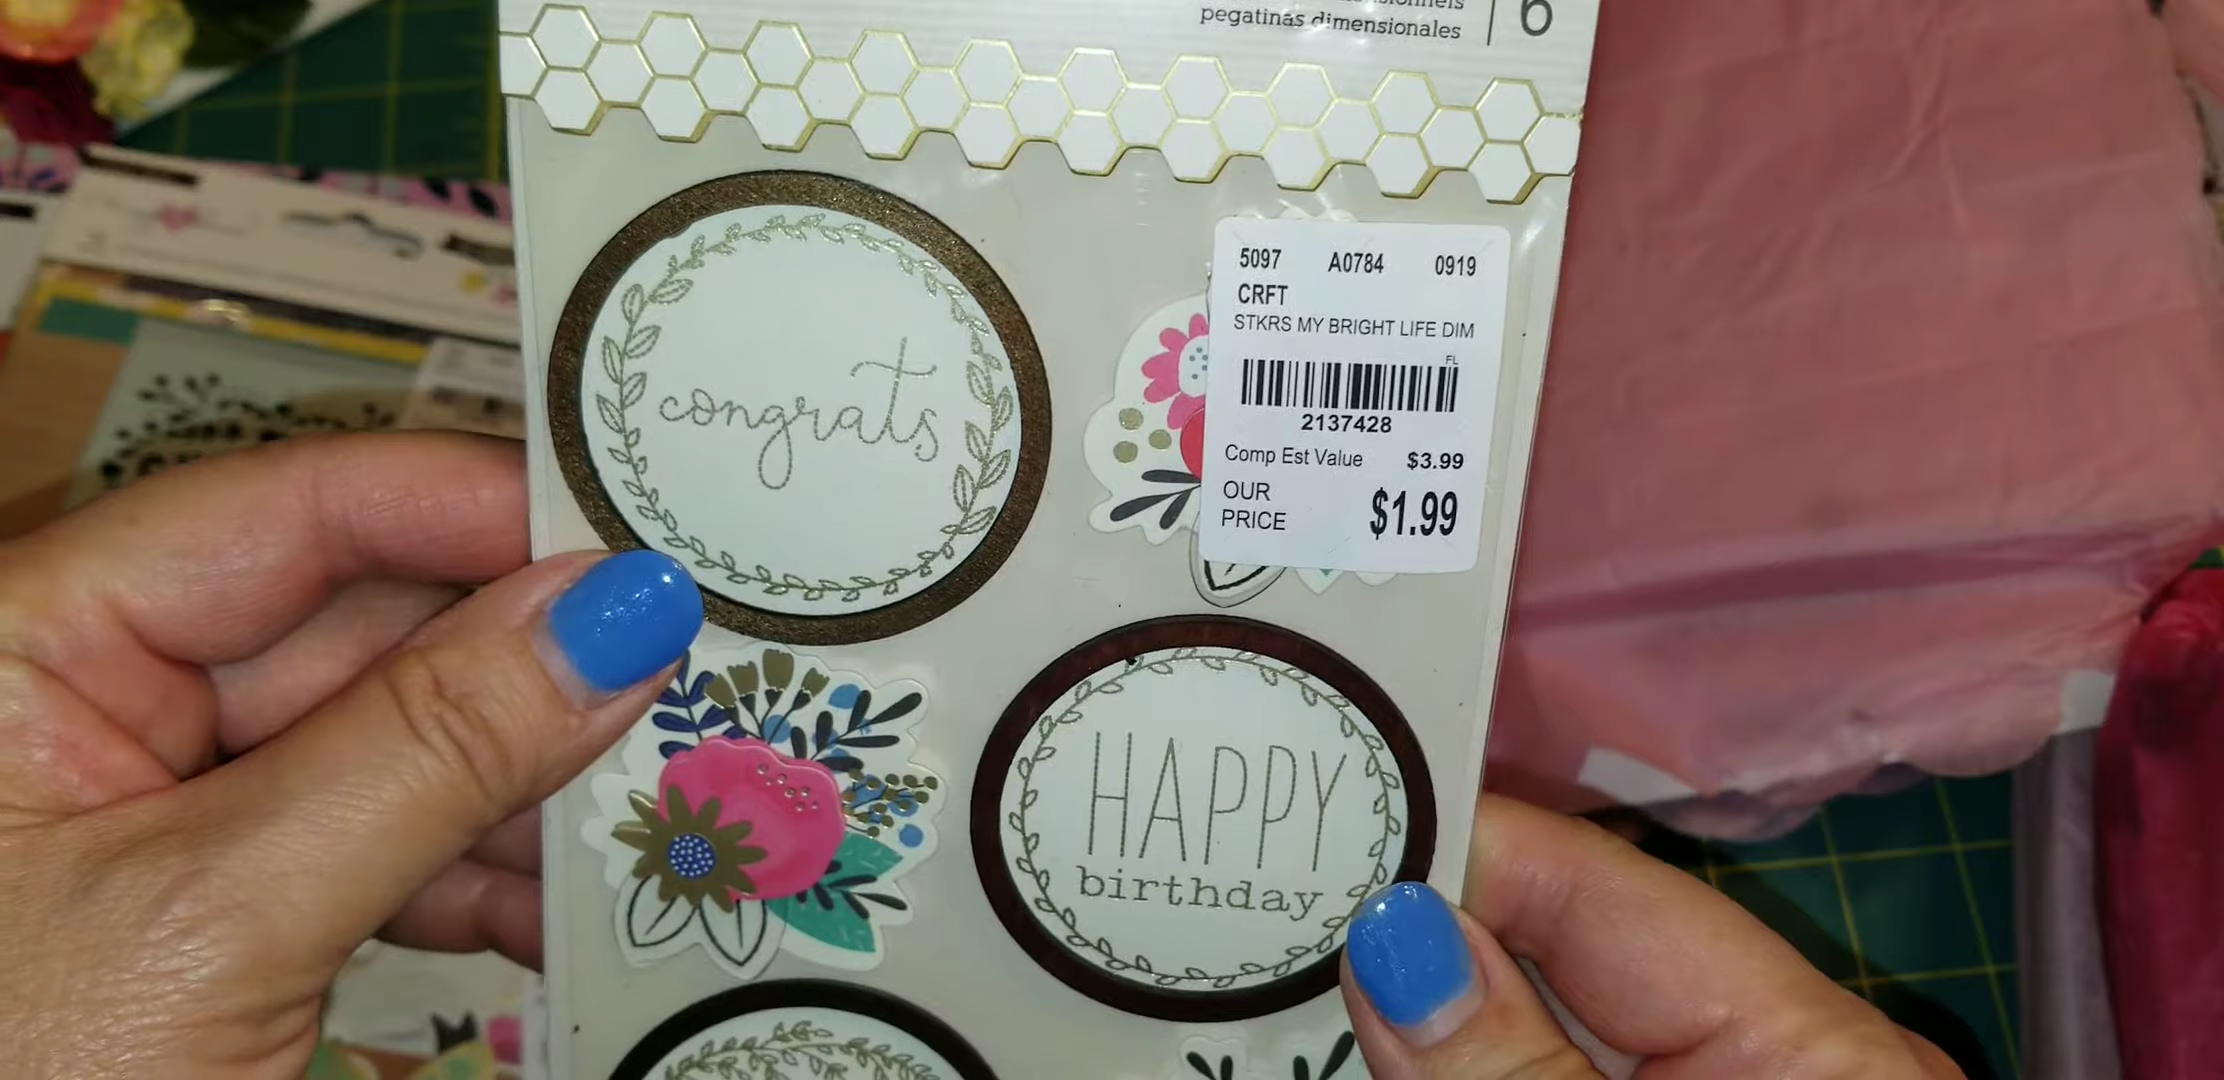 pegatinas dimensionales
6
congrats
5097 A0784 0919
CRFT
STKRS MY BRIGHT LIFE DIM
FL
2137428
Comp Est Value $3.99
OUR
PRICE $1.99
HAPPY
birthday